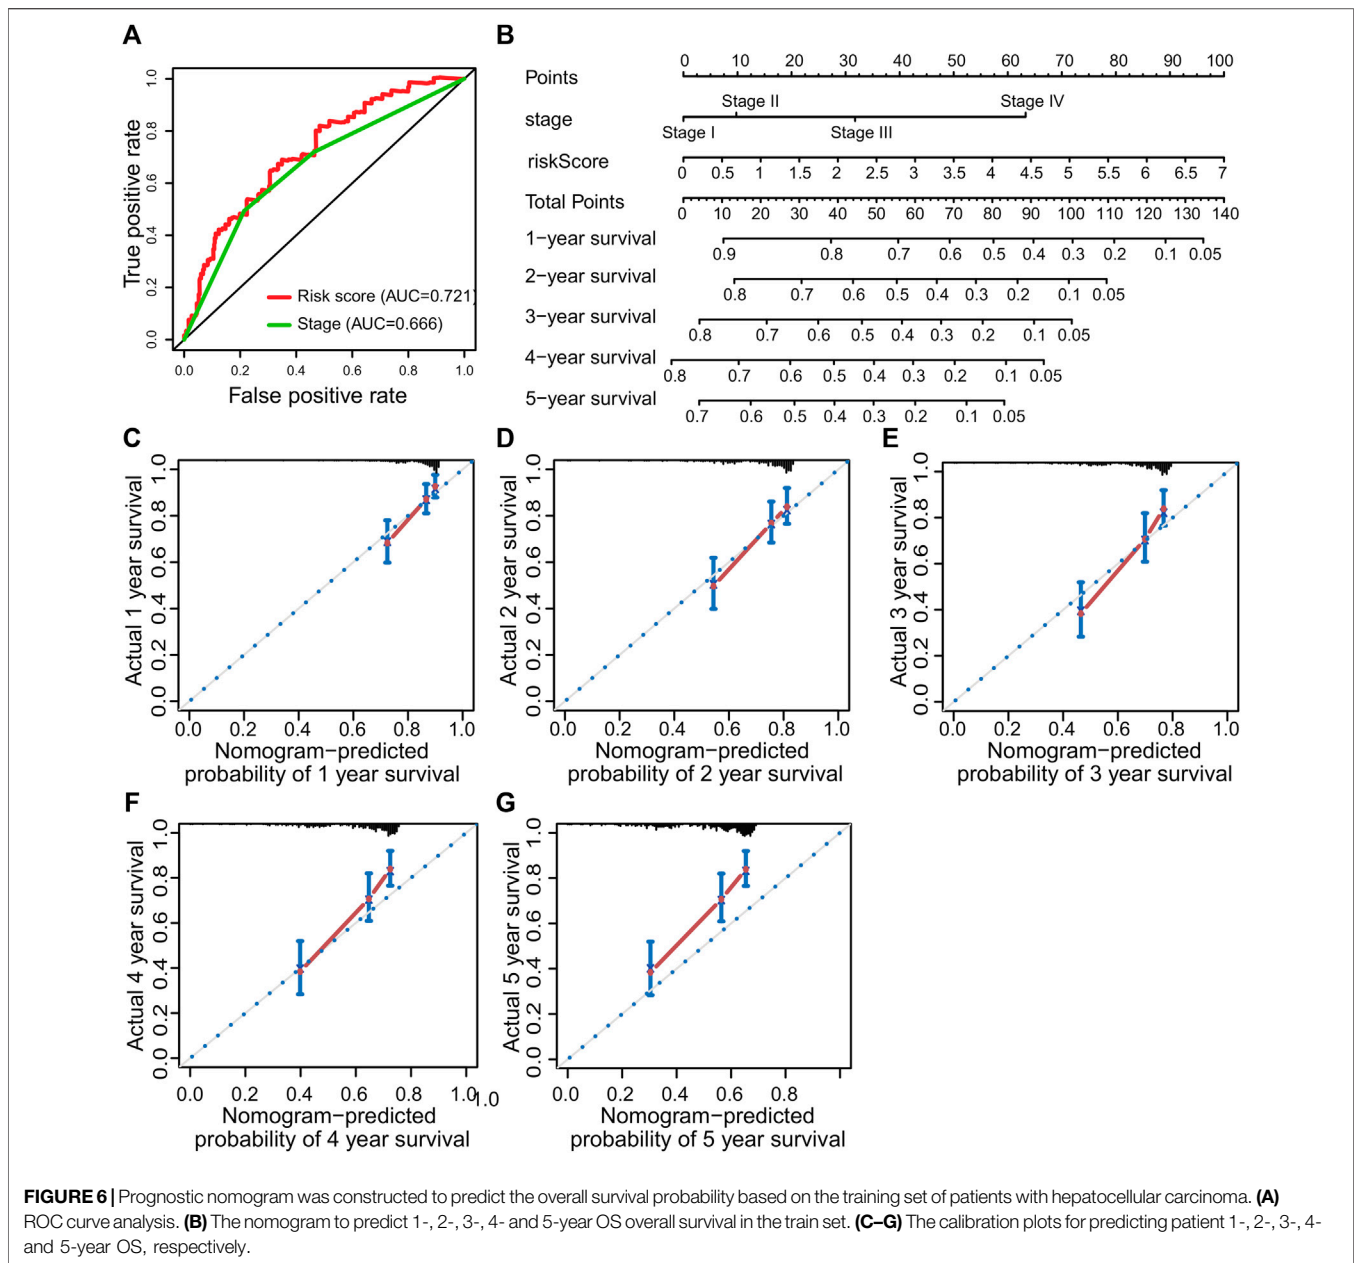 A
True positive rate
0.0 0.2 0.4 0.6 0.8 1.0
Risk score (AUC=0.721)
Stage (AUC=0.666)
0.0 0.2 0.4 0.6 0.8 1.0
False positive rate
B
0 10 20 30 40 50 60 70 80 90 100
Points
Stage II Stage IV
stage
Stage I Stage III
riskScore
0 0.5 1 1.5 2 2.5 3 3.5 4 4.5 5 5.5 6 6.5 7
Total Points
0 10 20 30 40 50 60 70 80 90 100 110 120 130 140
1−year survival
0.9 0.8 0.7 0.6 0.5 0.4 0.3 0.2 0.1 0.05
2−year survival
0.8 0.7 0.6 0.5 0.4 0.3 0.2 0.1 0.05
3−year survival
0.8 0.7 0.6 0.5 0.4 0.3 0.2 0.1 0.05
4−year survival
0.8 0.7 0.6 0.5 0.4 0.3 0.2 0.1 0.05
5−year survival
0.7 0.6 0.5 0.4 0.3 0.2 0.1 0.05
C
Actual 1 year survival
0.0 0.2 0.4 0.6 0.8 1.0
0.0 0.2 0.4 0.6 0.8 1.0
Nomogram−predicted
probability of 1 year survival
D
Actual 2 year survival
0.0 0.2 0.4 0.6 0.8 1.0
0.0 0.2 0.4 0.6 0.8 1.0
Nomogram−predicted
probability of 2 year survival
E
Actual 3 year survival
0.0 0.2 0.4 0.6 0.8 1.0
0.0 0.2 0.4 0.6 0.8 1.0
Nomogram−predicted
probability of 3 year survival
F
Actual 4 year survival
0.0 0.2 0.4 0.6 0.8 1.0
0.0 0.2 0.4 0.6 0.8 1.0
1.0
Nomogram−predicted
probability of 4 year survival
G
Actual 5 year survival
0.0 0.2 0.4 0.6 0.8 1.0
0.0 0.2 0.4 0.6 0.8
Nomogram−predicted
probability of 5 year survival
FIGURE 6 | Prognostic nomogram was constructed to predict the overall survival probability based on the training set of patients with hepatocellular carcinoma. (A)
ROC curve analysis. (B) The nomogram to predict 1-, 2-, 3-, 4- and 5-year OS overall survival in the train set. (C–G) The calibration plots for predicting patient 1-, 2-, 3-, 4-
and 5-year OS, respectively.